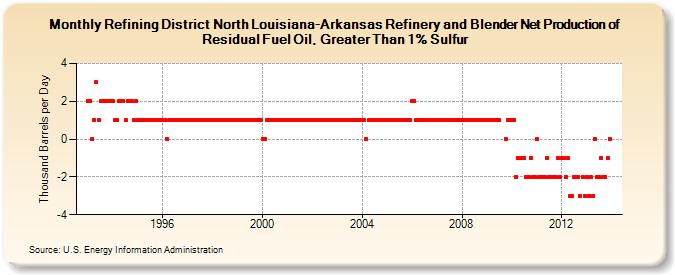 Monthly Refining District North Louisiana-Arkansas Refinery and Blender Net Production of
Residual Fuel Oil, Greater Than 1% Sulfur
Thousand Barrels per Day
4
2
0
-2
-4
1996
2000
2004
2008
2012
Source: U.S. Energy Information Administration